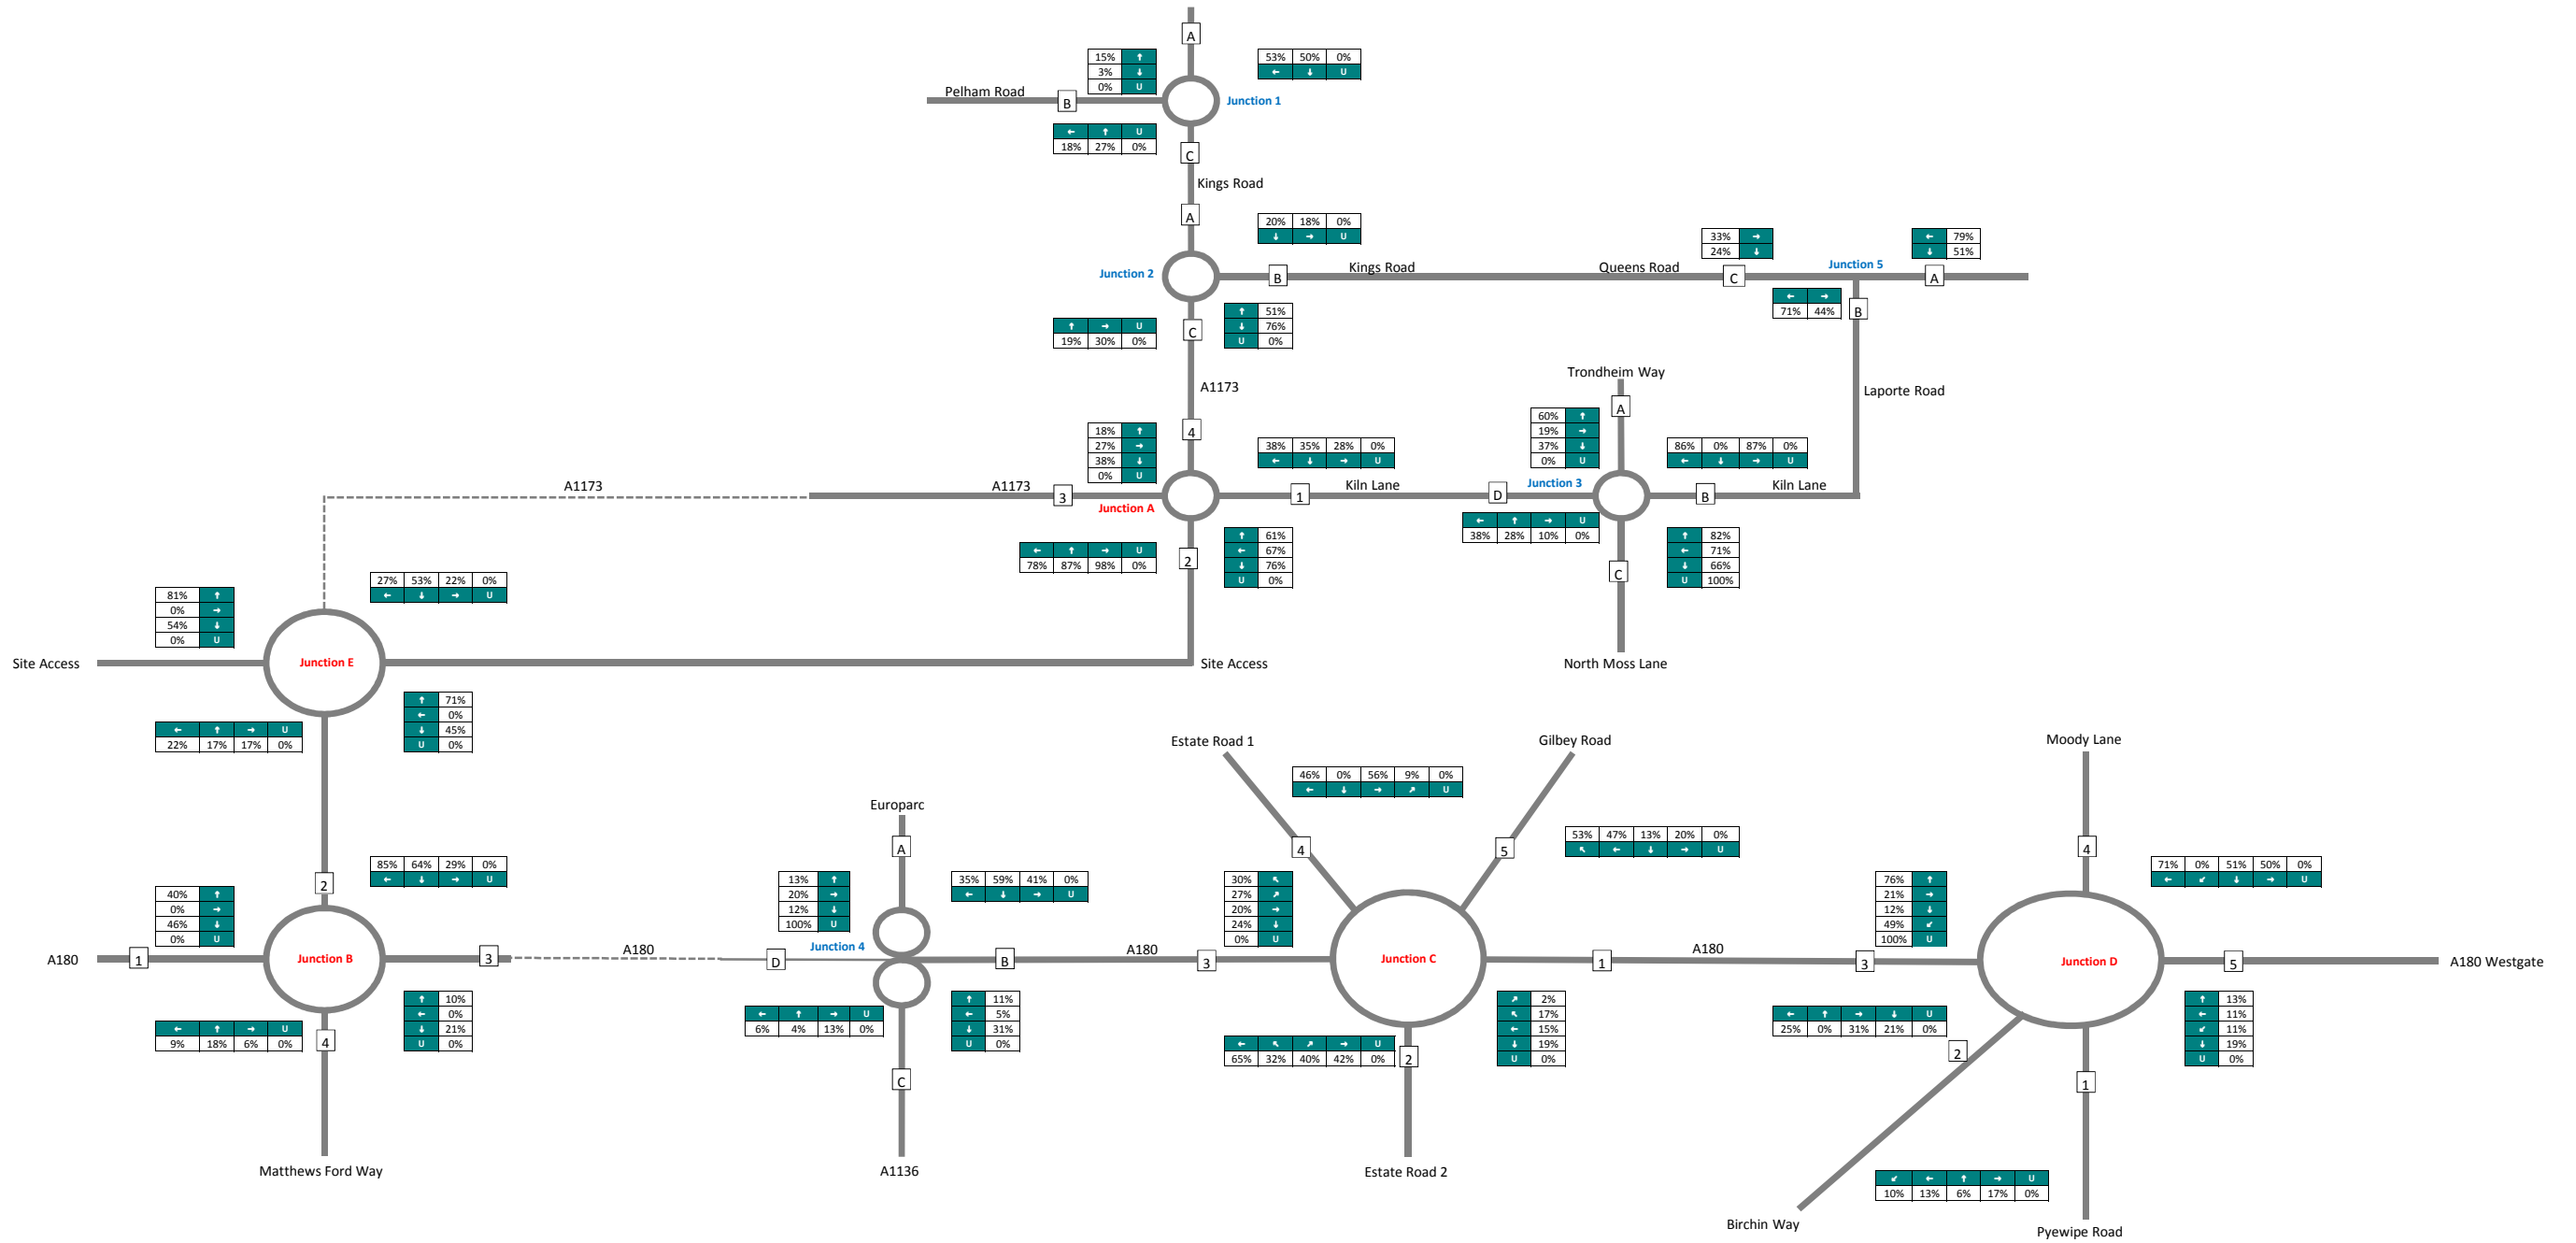 A
15% ↑
53% 50% 0%
3% ↓
← ↓ U
0% U
Pelham Road
B
Junction 1
← ↑ U
18% 27% 0%
C
Kings Road
A
20% 18% 0%
↓ → U
33% →
24% ↓
← 79%
↓ 51%
Junction 2
B
Kings Road
Queens Road
C
Junction 5
A
← →
71% 44%
B
↑ → U
19% 30% 0%
C
↑ 51%
↓ 76%
U 0%
A1173
Trondheim Way
Laporte Road
A
18% ↑
27% →
38% ↓
0% U
4
38% 35% 28% 0%
← ↓ → U
60% ↑
19% →
37% ↓
0% U
86% 0% 87% 0%
← ↓ → U
A1173
A1173
3
Junction A
1
Kiln Lane
D
Junction 3
B
Kiln Lane
← ↑ → U
78% 87% 98% 0%
2
↑ 61%
← 67%
↓ 76%
U 0%
← ↑ → U
38% 28% 10% 0%
C
↑ 82%
← 71%
↓ 66%
U 100%
81% ↑
0% →
54% ↓
0% U
27% 53% 22% 0%
← ↓ → U
Site Access
Junction E
Site Access
North Moss Lane
← ↑ → U
22% 17% 17% 0%
↑ 71%
← 0%
↓ 45%
U 0%
Estate Road 1
Gilbey Road
Moody Lane
46% 0% 56% 9% 0%
← ↓ → ↗ U
Europarc
A
4
5
53% 47% 13% 20% 0%
↖ ← ↓ → U
4
2
85% 64% 29% 0%
← ↓ → U
40% ↑
0% →
46% ↓
0% U
13% ↑
20% →
12% ↓
100% U
35% 59% 41% 0%
← ↓ → U
30% ↖
27% ↗
20% →
24% ↓
0% U
76% ↑
21% →
12% ↓
49% ↙
100% U
71% 0% 51% 50% 0%
← ↙ ↓ → U
A180
1
Junction B
3
A180
D
Junction 4
B
A180
3
Junction C
1
A180
3
Junction D
5
A180 Westgate
← ↑ → U
9% 18% 6% 0%
4
↑ 10%
← 0%
↓ 21%
U 0%
← ↑ → U
6% 4% 13% 0%
↑ 11%
← 5%
↓ 31%
U 0%
C
← ↖ ↗ → U
65% 32% 40% 42% 0%
2
↗ 2%
↖ 17%
← 15%
↓ 19%
U 0%
← ↑ → ↓ U
25% 0% 31% 21% 0%
2
1
↑ 13%
← 11%
↙ 11%
↓ 19%
U 0%
Matthews Ford Way
A1136
Estate Road 2
↙ ← ↑ → U
10% 13% 6% 17% 0%
Birchin Way
Pyewipe Road